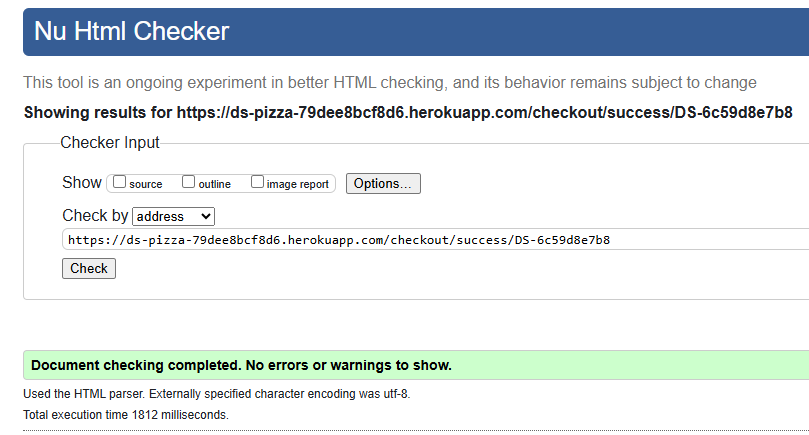 Nu Html Checker
This tool is an ongoing experiment in better HTML checking, and its behavior remains subject to change
Showing results for https://ds-pizza-79dee8bcf8d6.herokuapp.com/checkout/success/DS-6c59d8e7b8
Checker Input
Show source outline image report Options...
Check by address
https://ds-pizza-79dee8bcf8d6.herokuapp.com/checkout/success/DS-6c59d8e7b8
Check
Document checking completed. No errors or warnings to show.
Used the HTML parser. Externally specified character encoding was utf-8.
Total execution time 1812 milliseconds.